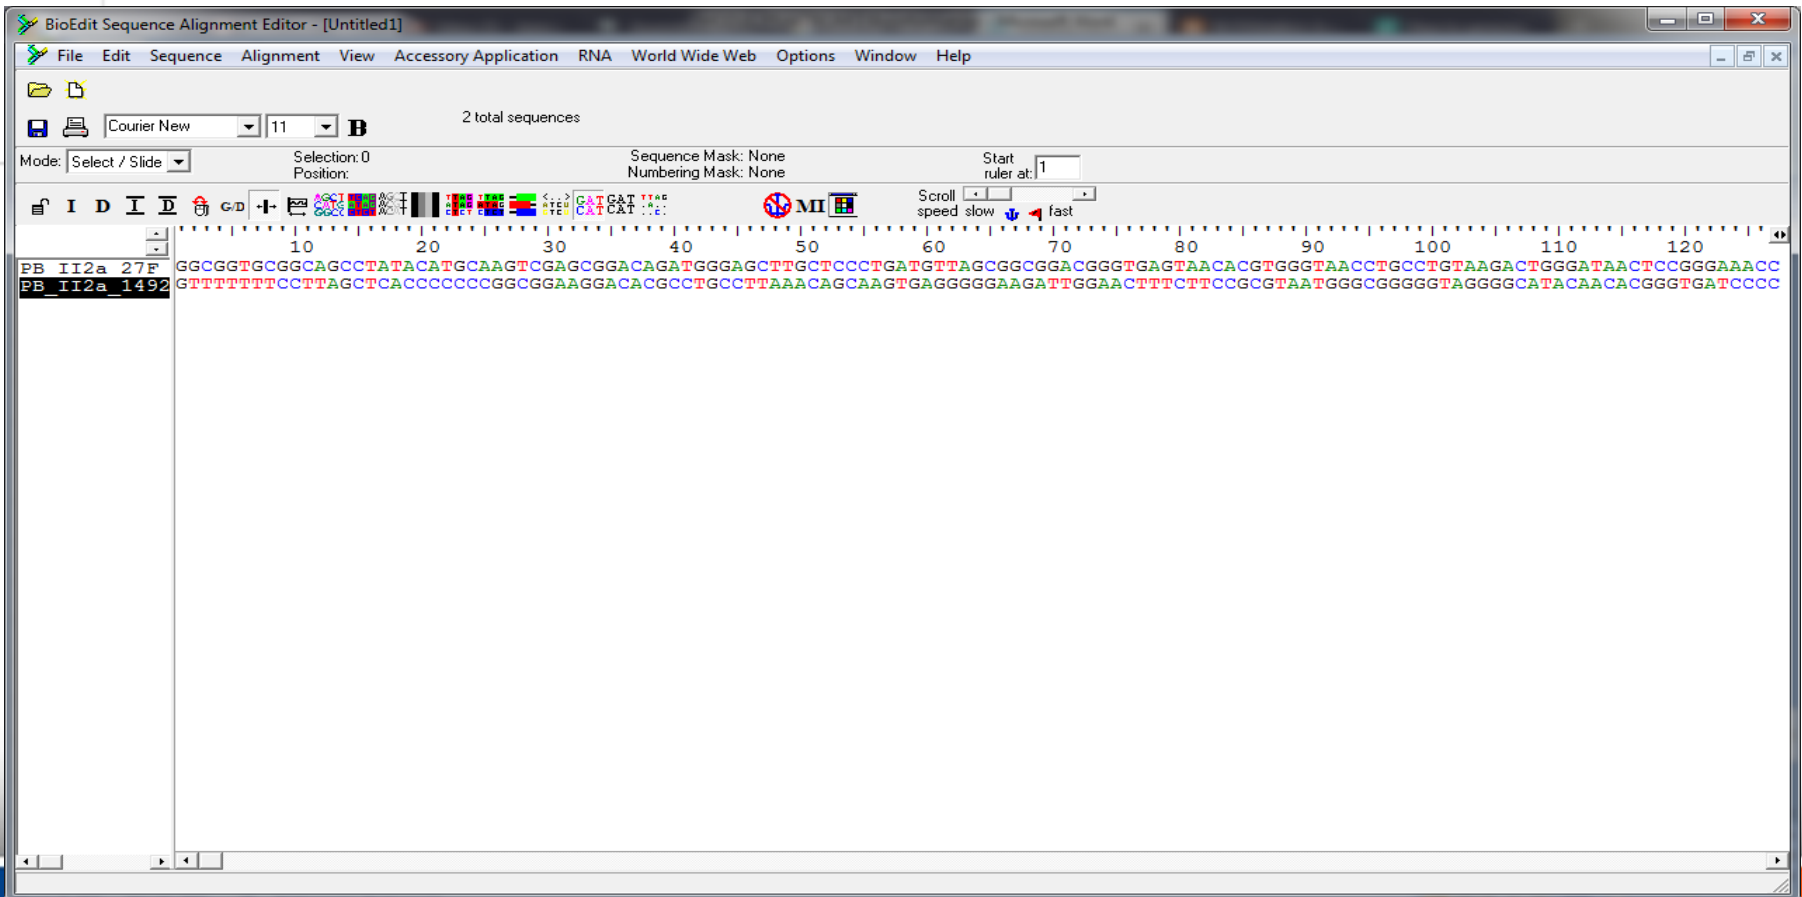 BioEdit Sequence Alignment Editor - [Untitled1]
File Edit Sequence Alignment View Accessory Application RNA World Wide Web Options Window Help
Courier New 11 B 2 total sequences
Mode: Select / Slide Selection: 0 Sequence Mask: None Start
Position: Numbering Mask: None ruler at: 1
I D I D G/D MI Scroll
speed slow fast
10 20 30 40 50 60 70 80 90 100 110 120
PB II2a 27F GGCGGTGCGGCAGCCTATACATGCAAGTCGAGCGGACAGATGGGAGCTTGCTCCCTGATGTTAGCGGCGGACGGGTGAGTAACACGTGGGTAACCTGCCTGTAAGACTGGGATAACTCCGGGAAACC
PB_II2a_1492 GTTTTTTTCCTTAGCTCACCCCCCCGGCGGAAGGACACGCCTGCCTTAAACAGCAAGTGAGGGGGAAGATTGGAACTTTCTTCCGCGTAATGGGCGGGGGTAGGGGCATACAACACGGGTGATCCCC